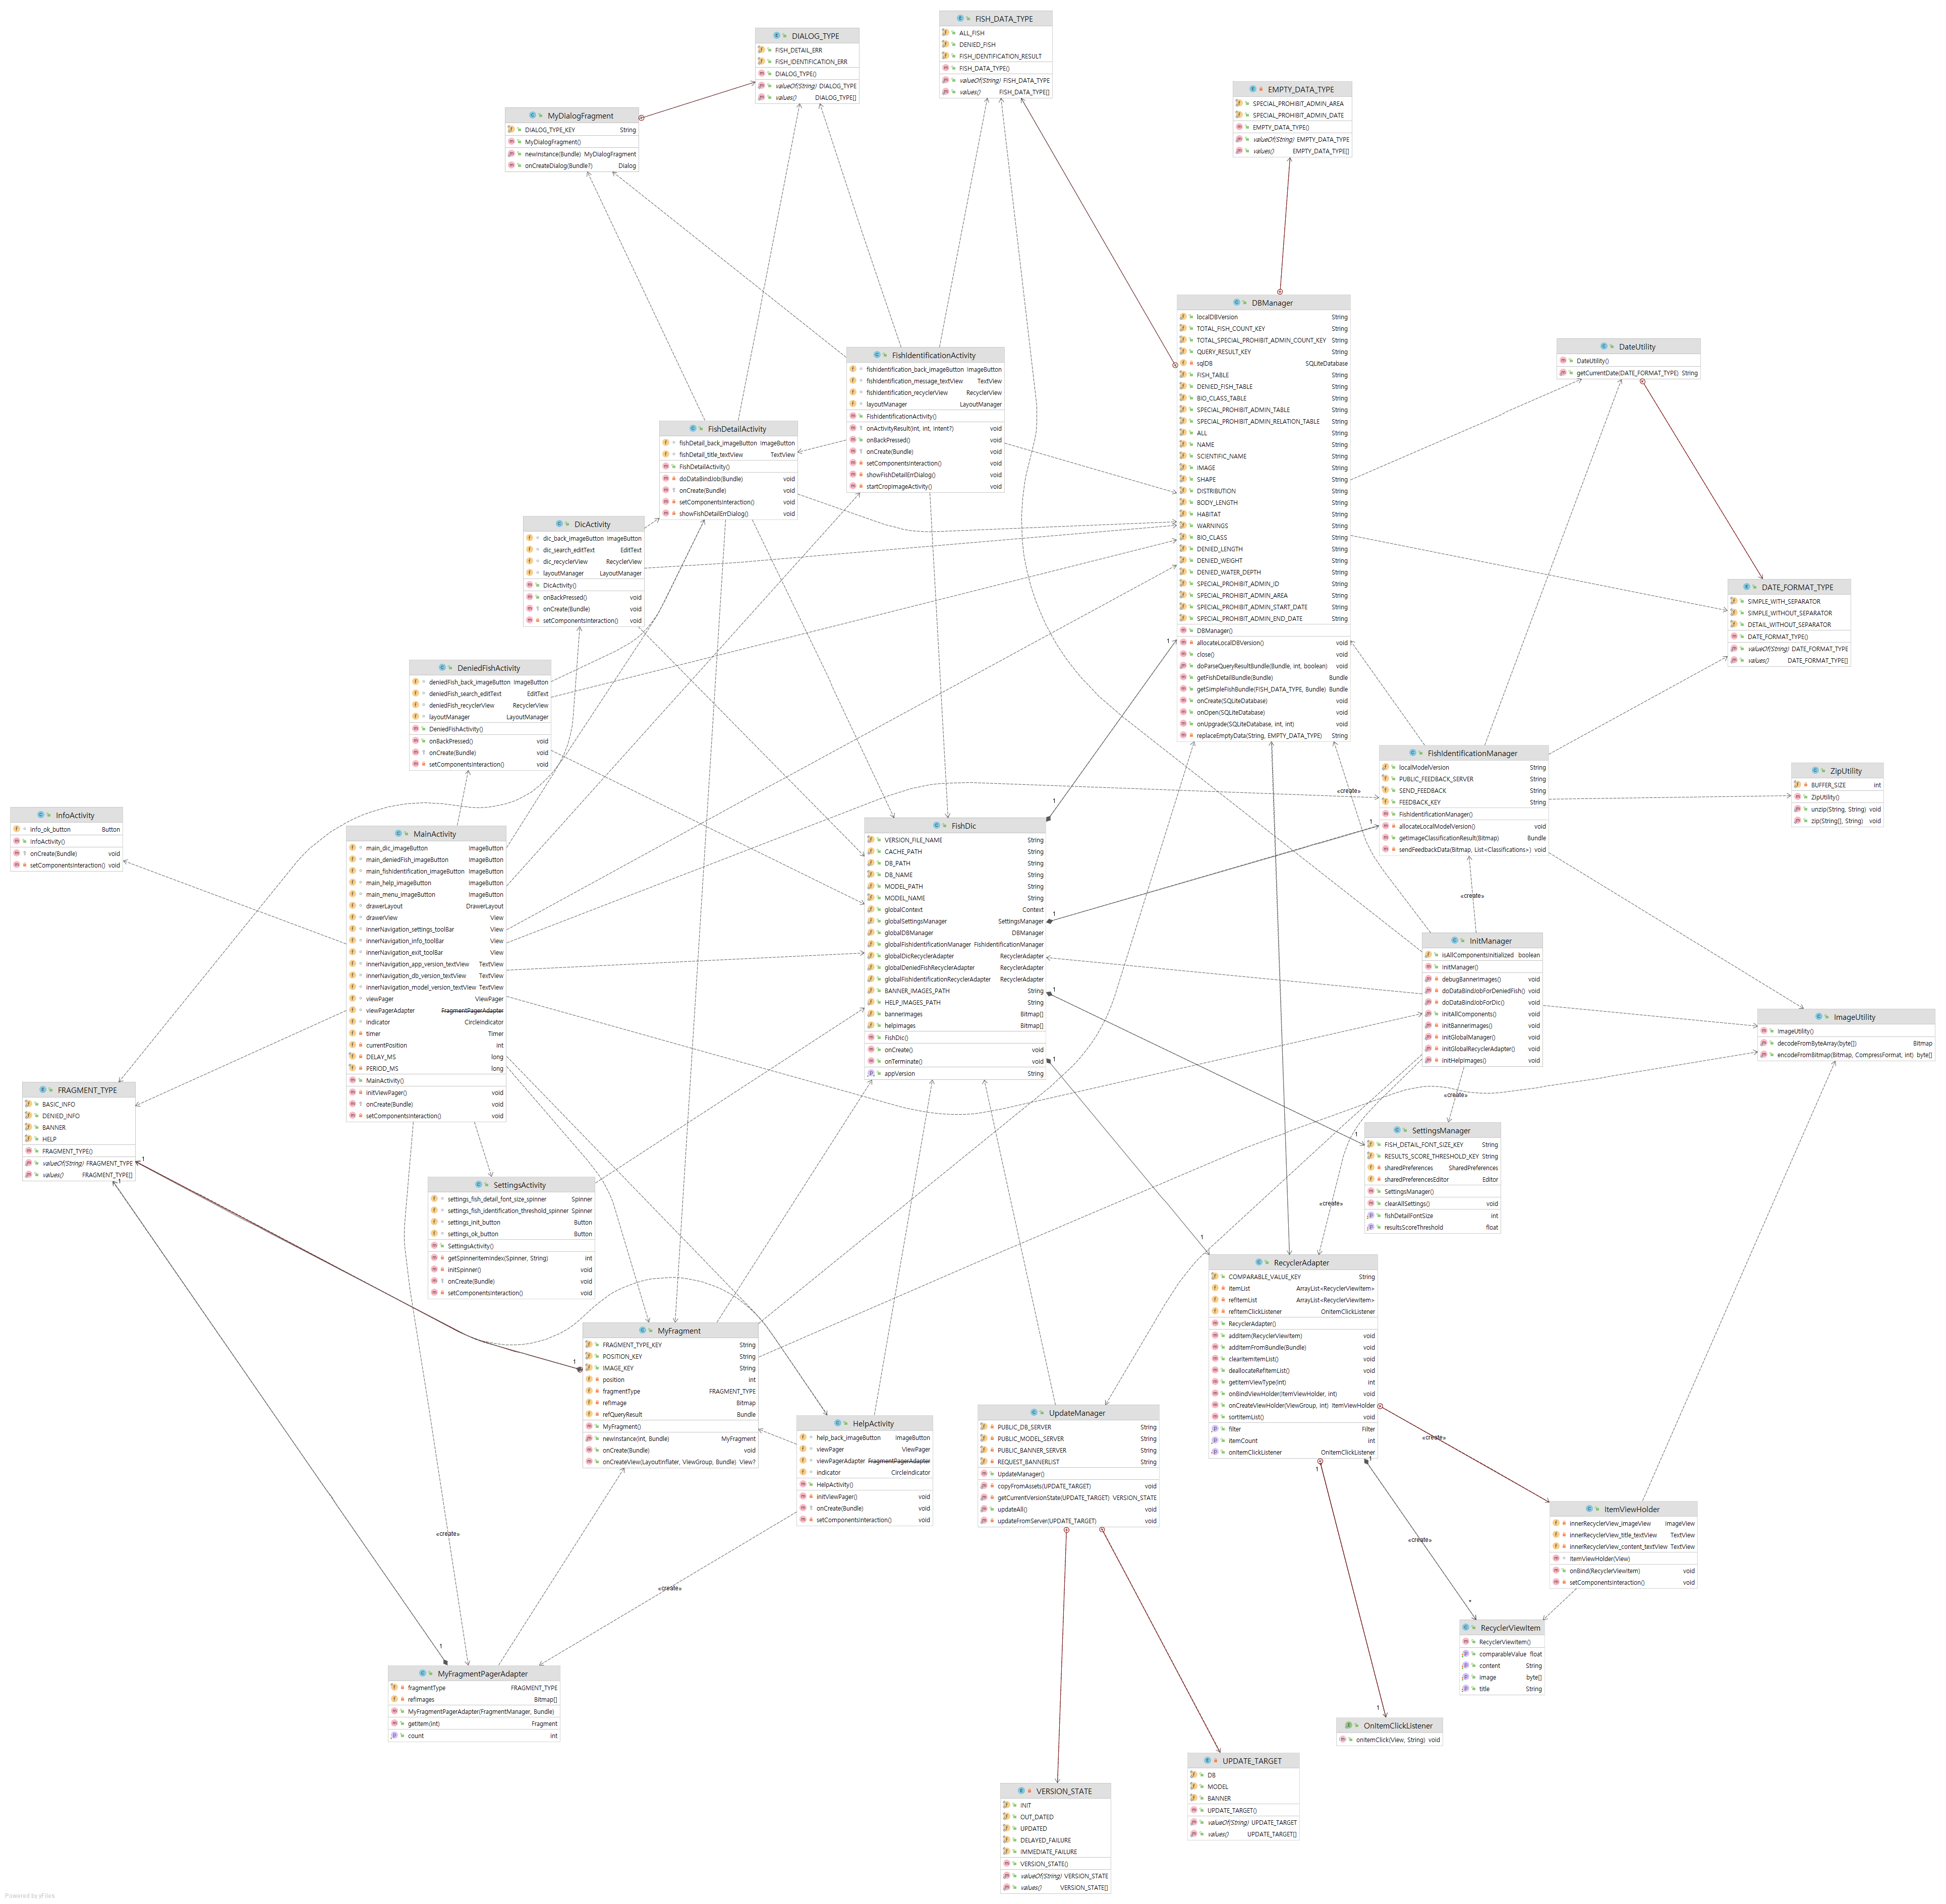 FISH_DATA_TYPE
ALL_FISH
DENIED_FISH
FISH_IDENTIFICATION_RESULT
FISH_DATA_TYPE()
valueOf(String) FISH_DATA_TYPE
values() FISH_DATA_TYPE[]
DIALOG_TYPE
FISH_DETAIL_ERR
FISH_IDENTIFICATION_ERR
DIALOG_TYPE()
valueOf(String) DIALOG_TYPE
values() DIALOG_TYPE[]
EMPTY_DATA_TYPE
SPECIAL_PROHIBIT_ADMIN_AREA
SPECIAL_PROHIBIT_ADMIN_DATE
EMPTY_DATA_TYPE()
valueOf(String) EMPTY_DATA_TYPE
values() EMPTY_DATA_TYPE[]
MyDialogFragment
DIALOG_TYPE_KEY String
MyDialogFragment()
newInstance(Bundle) MyDialogFragment
onCreateDialog(Bundle?) Dialog
DBManager
localDBVersion String
TOTAL_FISH_COUNT_KEY String
TOTAL_SPECIAL_PROHIBIT_ADMIN_COUNT_KEY String
QUERY_RESULT_KEY String
sqlDB SQLiteDatabase
FISH_TABLE String
DENIED_FISH_TABLE String
BIO_CLASS_TABLE String
SPECIAL_PROHIBIT_ADMIN_TABLE String
SPECIAL_PROHIBIT_ADMIN_RELATION_TABLE String
ALL String
NAME String
SCIENTIFIC_NAME String
IMAGE String
SHAPE String
DISTRIBUTION String
BODY_LENGTH String
HABITAT String
WARNINGS String
BIO_CLASS String
DENIED_LENGTH String
DENIED_WEIGHT String
DENIED_WATER_DEPTH String
SPECIAL_PROHIBIT_ADMIN_ID String
SPECIAL_PROHIBIT_ADMIN_AREA String
SPECIAL_PROHIBIT_ADMIN_START_DATE String
SPECIAL_PROHIBIT_ADMIN_END_DATE String
DBManager()
allocateLocalDBVersion() void
close() void
doParseQueryResultBundle(Bundle, int, boolean) void
getFishDetailBundle(Bundle) Bundle
getSimpleFishBundle(FISH_DATA_TYPE, Bundle) Bundle
onCreate(SQLiteDatabase) void
onOpen(SQLiteDatabase) void
onUpgrade(SQLiteDatabase, int, int) void
replaceEmptyData(String, EMPTY_DATA_TYPE) String
DateUtility
DateUtility()
getCurrentDate(DATE_FORMAT_TYPE) String
FishIdentificationActivity
fishIdentification_back_imageButton ImageButton
fishIdentification_message_textView TextView
fishIdentification_recyclerView RecyclerView
layoutManager LayoutManager
FishIdentificationActivity()
onActivityResult(int, int, Intent?) void
onBackPressed() void
onCreate(Bundle) void
setComponentsInteraction() void
showFishDetailErrDialog() void
startCropImageActivity() void
FishDetailActivity
fishDetail_back_imageButton ImageButton
fishDetail_title_textView TextView
FishDetailActivity()
doDataBindJob(Bundle) void
onCreate(Bundle) void
setComponentsInteraction() void
showFishDetailErrDialog() void
DicActivity
dic_back_imageButton ImageButton
dic_search_editText EditText
dic_recyclerView RecyclerView
layoutManager LayoutManager
DicActivity()
onBackPressed() void
onCreate(Bundle) void
setComponentsInteraction() void
DATE_FORMAT_TYPE
SIMPLE_WITH_SEPARATOR
SIMPLE_WITHOUT_SEPARATOR
DETAIL_WITHOUT_SEPARATOR
DATE_FORMAT_TYPE()
valueOf(String) DATE_FORMAT_TYPE
values() DATE_FORMAT_TYPE[]
DeniedFishActivity
deniedFish_back_imageButton ImageButton
deniedFish_search_editText EditText
deniedFish_recyclerView RecyclerView
layoutManager LayoutManager
DeniedFishActivity()
onBackPressed() void
onCreate(Bundle) void
setComponentsInteraction() void
1
FishIdentificationManager
localModelVersion String
PUBLIC_FEEDBACK_SERVER String
SEND_FEEDBACK String
FEEDBACK_KEY String
FishIdentificationManager()
allocateLocalModelVersion() void
getImageClassificationResult(Bitmap) Bundle
sendFeedbackData(Bitmap, List<Classifications>) void
ZipUtility
BUFFER_SIZE int
ZipUtility()
unzip(String, String) void
zip(String[], String) void
«create»
1
1
InfoActivity
info_ok_button Button
InfoActivity()
onCreate(Bundle) void
setComponentsInteraction() void
MainActivity
main_dic_imageButton ImageButton
main_deniedFish_imageButton ImageButton
main_fishIdentification_imageButton ImageButton
main_help_imageButton ImageButton
main_menu_imageButton ImageButton
drawerLayout DrawerLayout
drawerView View
innerNavigation_settings_toolBar View
innerNavigation_info_toolBar View
innerNavigation_exit_toolBar View
innerNavigation_app_version_textView TextView
innerNavigation_db_version_textView TextView
innerNavigation_model_version_textView TextView
viewPager ViewPager
viewPagerAdapter FragmentPagerAdapter
indicator CircleIndicator
timer Timer
currentPosition int
DELAY_MS long
PERIOD_MS long
MainActivity()
initViewPager() void
onCreate(Bundle) void
setComponentsInteraction() void
FishDic
VERSION_FILE_NAME String
CACHE_PATH String
DB_PATH String
DB_NAME String
MODEL_PATH String
MODEL_NAME String
globalContext Context
globalSettingsManager SettingsManager
globalDBManager DBManager
globalFishIdentificationManager FishIdentificationManager
globalDicRecyclerAdapter RecyclerAdapter
globalDeniedFishRecyclerAdapter RecyclerAdapter
globalFishIdentificationRecyclerAdapter RecyclerAdapter
BANNER_IMAGES_PATH String
HELP_IMAGES_PATH String
bannerImages Bitmap[]
helpImages Bitmap[]
FishDic()
onCreate() void
onTerminate() void
appVersion String
1
1
1
«create»
InitManager
isAllComponentsInitialized boolean
InitManager()
debugBannerImages() void
doDataBindJobForDeniedFish() void
doDataBindJobForDic() void
initAllComponents() void
initBannerImages() void
initGlobalManager() void
initGlobalRecyclerAdapter() void
initHelpImages() void
ImageUtility
ImageUtility()
decodeFromByteArray(byte[]) Bitmap
encodeFromBitmap(Bitmap, CompressFormat, int) byte[]
FRAGMENT_TYPE
BASIC_INFO
DENIED_INFO
BANNER
HELP
FRAGMENT_TYPE()
valueOf(String) FRAGMENT_TYPE
values() FRAGMENT_TYPE[]
1
1
«create»
1
SettingsManager
FISH_DETAIL_FONT_SIZE_KEY String
RESULTS_SCORE_THRESHOLD_KEY String
sharedPreferences SharedPreferences
sharedPreferencesEditor Editor
SettingsManager()
clearAllSettings() void
fishDetailFontSize int
resultsScoreThreshold float
SettingsActivity
settings_fish_detail_font_size_spinner Spinner
settings_fish_identification_threshold_spinner Spinner
settings_init_button Button
settings_ok_button Button
SettingsActivity()
getSpinnerItemIndex(Spinner, String) int
initSpinner() void
onCreate(Bundle) void
setComponentsInteraction() void
«create»
1
RecyclerAdapter
COMPARABLE_VALUE_KEY String
itemList ArrayList<RecyclerViewItem>
refItemList ArrayList<RecyclerViewItem>
refItemClickListener OnItemClickListener
RecyclerAdapter()
addItem(RecyclerViewItem) void
addItemFromBundle(Bundle) void
clearItemItemList() void
deallocateRefItemList() void
getItemViewType(int) int
onBindViewHolder(ItemViewHolder, int) void
onCreateViewHolder(ViewGroup, int) ItemViewHolder
sortItemList() void
filter Filter
itemCount int
onItemClickListener OnItemClickListener
MyFragment
FRAGMENT_TYPE_KEY String
POSITION_KEY String
IMAGE_KEY String
position int
fragmentType FRAGMENT_TYPE
refImage Bitmap
refQueryResult Bundle
MyFragment()
newInstance(int, Bundle) MyFragment
onCreate(Bundle) void
onCreateView(LayoutInflater, ViewGroup, Bundle) View?
1
HelpActivity
help_back_imageButton ImageButton
viewPager ViewPager
viewPagerAdapter FragmentPagerAdapter
indicator CircleIndicator
HelpActivity()
initViewPager() void
onCreate(Bundle) void
setComponentsInteraction() void
UpdateManager
PUBLIC_DB_SERVER String
PUBLIC_MODEL_SERVER String
PUBLIC_BANNER_SERVER String
REQUEST_BANNERLIST String
UpdateManager()
copyFromAssets(UPDATE_TARGET) void
getCurrentVersionState(UPDATE_TARGET) VERSION_STATE
updateAll() void
updateFromServer(UPDATE_TARGET) void
«create»
1
1
ItemViewHolder
innerRecyclerView_imageView ImageView
innerRecyclerView_title_textView TextView
innerRecyclerView_content_textView TextView
ItemViewHolder(View)
onBind(RecyclerViewItem) void
setComponentsInteraction() void
«create»
«create»
«create»
*
RecyclerViewItem
RecyclerViewItem()
comparableValue float
content String
image byte[]
title String
1
MyFragmentPagerAdapter
fragmentType FRAGMENT_TYPE
refImages Bitmap[]
MyFragmentPagerAdapter(FragmentManager, Bundle)
getItem(int) Fragment
count int
1
OnItemClickListener
onItemClick(View, String) void
UPDATE_TARGET
DB
MODEL
BANNER
UPDATE_TARGET()
valueOf(String) UPDATE_TARGET
values() UPDATE_TARGET[]
VERSION_STATE
INIT
OUT_DATED
UPDATED
DELAYED_FAILURE
IMMEDIATE_FAILURE
VERSION_STATE()
valueOf(String) VERSION_STATE
values() VERSION_STATE[]
Powered by yFiles